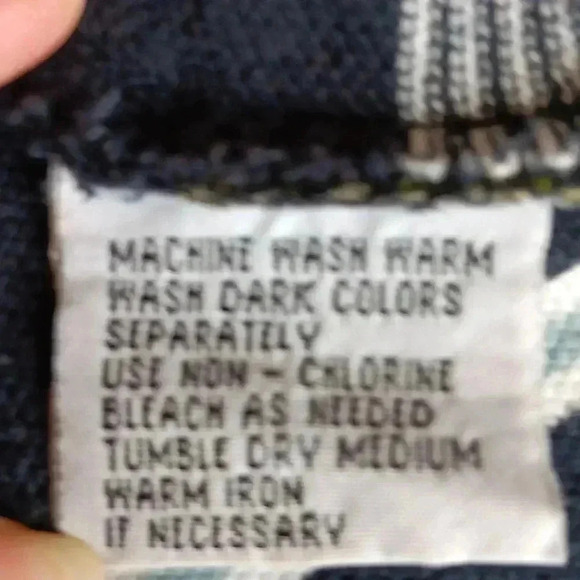 MACHINE WASH WARM
WASH DARK COLORS
SEPARATELY
USE NON - CHLORINE
BLEACH AS NEEDED
TUMBLE DRY MEDIUM
WARM IRON
IF NECESSARY